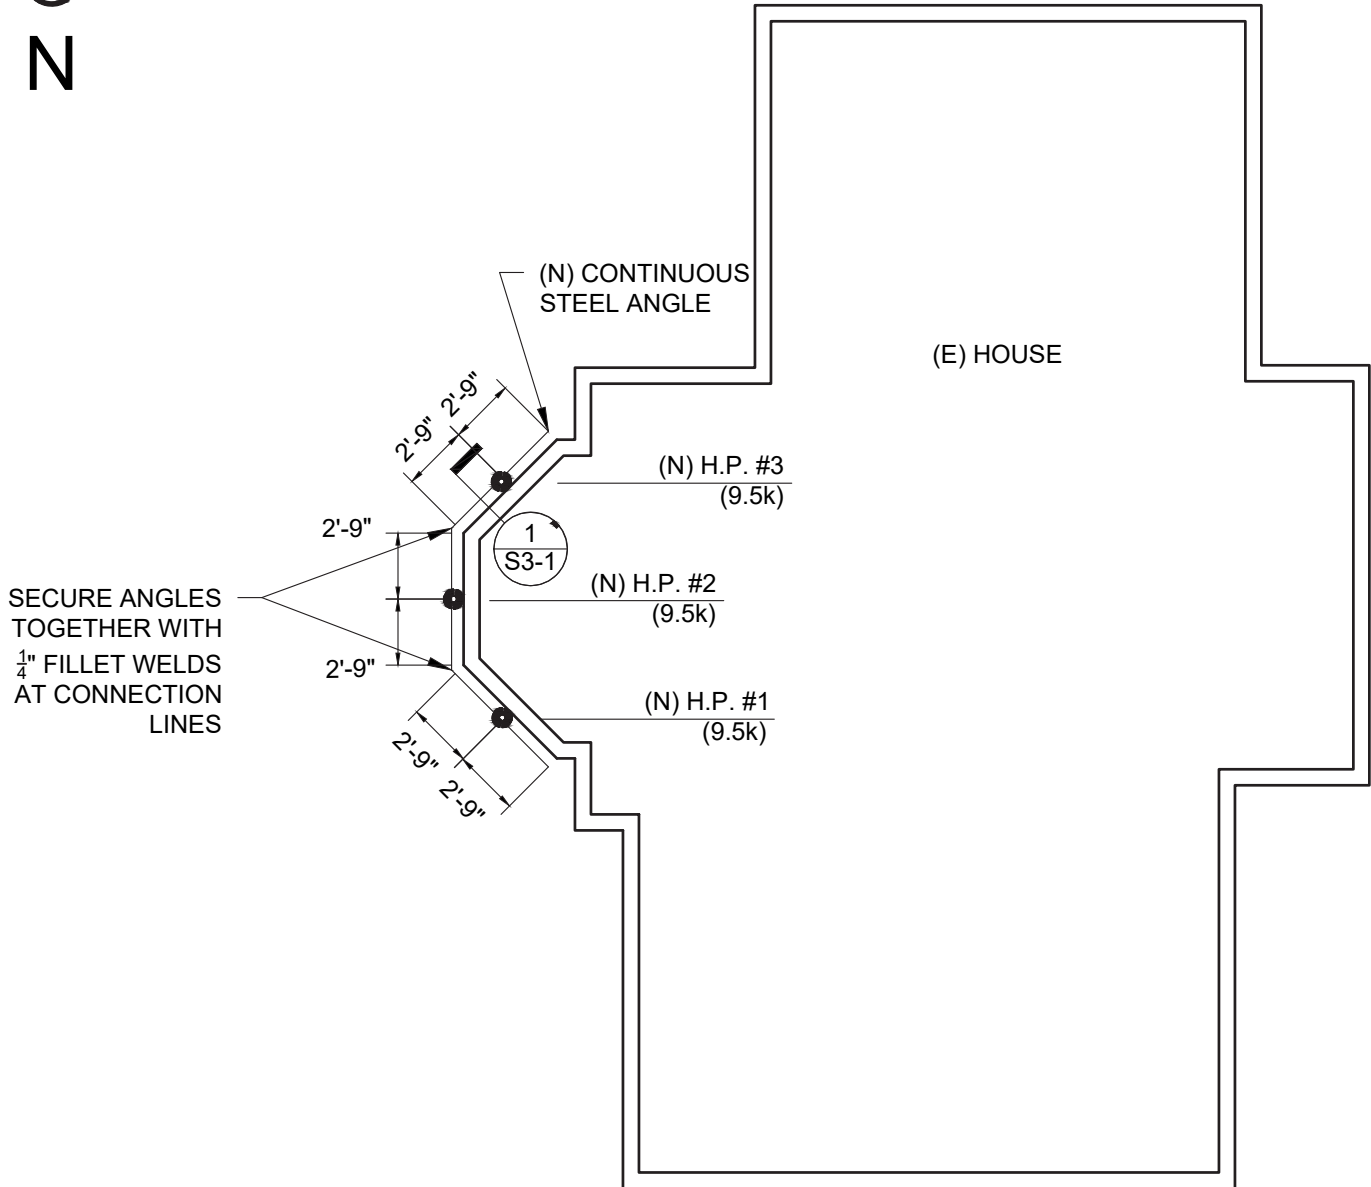 N
(N) CONTINUOUS
STEEL ANGLE
(E) HOUSE
2'-9"
2'-9"
(N) H.P. #3
(9.5k)
2'-9"
1
S3-1
(N) H.P. #2
(9.5k)
SECURE ANGLES
TOGETHER WITH
1/4" FILLET WELDS
AT CONNECTION
LINES
2'-9"
(N) H.P. #1
(9.5k)
2'-9"
2'-9"